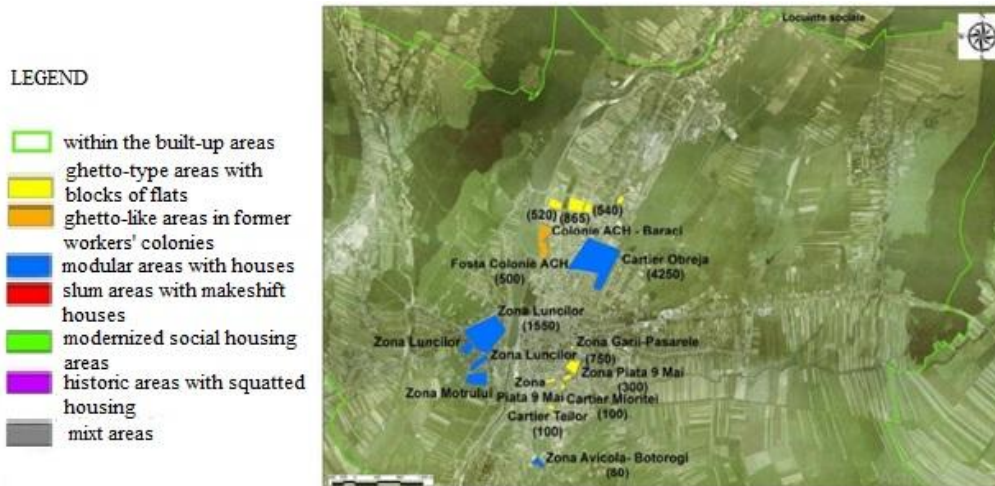 LEGEND
within the built-up areas
ghetto-type areas with
blocks of flats
ghetto-like areas in former
workers' colonies
modular areas with houses
slum areas with makeshift
houses
modernized social housing
areas
historic areas with squatted
housing
mixt areas
Locuinte sociale
(520) (865) (540)
Colonie ACH - Baraci
Fosta Colonie ACH
(500)
Cartier Obreja
(4250)
Zona Luncilor
(1550)
Zona Luncilor
Zona Luncilor
Zona Motrului
Zona Garii-Pasarele
(750)
Zona Piata 9 Mai
(300)
Zona
Piata 9 Mai
Cartier Mioritei
(100)
Cartier Teilor
(100)
Zona Avicola- Botorogi
(80)